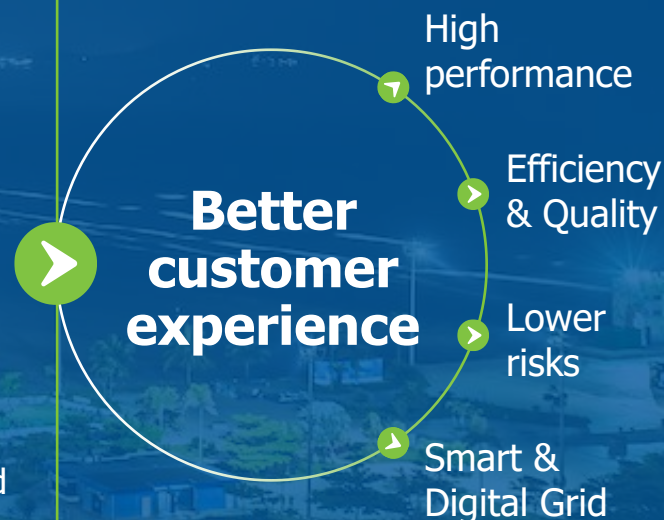 High
performance
Efficiency
& Quality
Better
customer
experience
Lower
risks
Smart &
Digital Grid